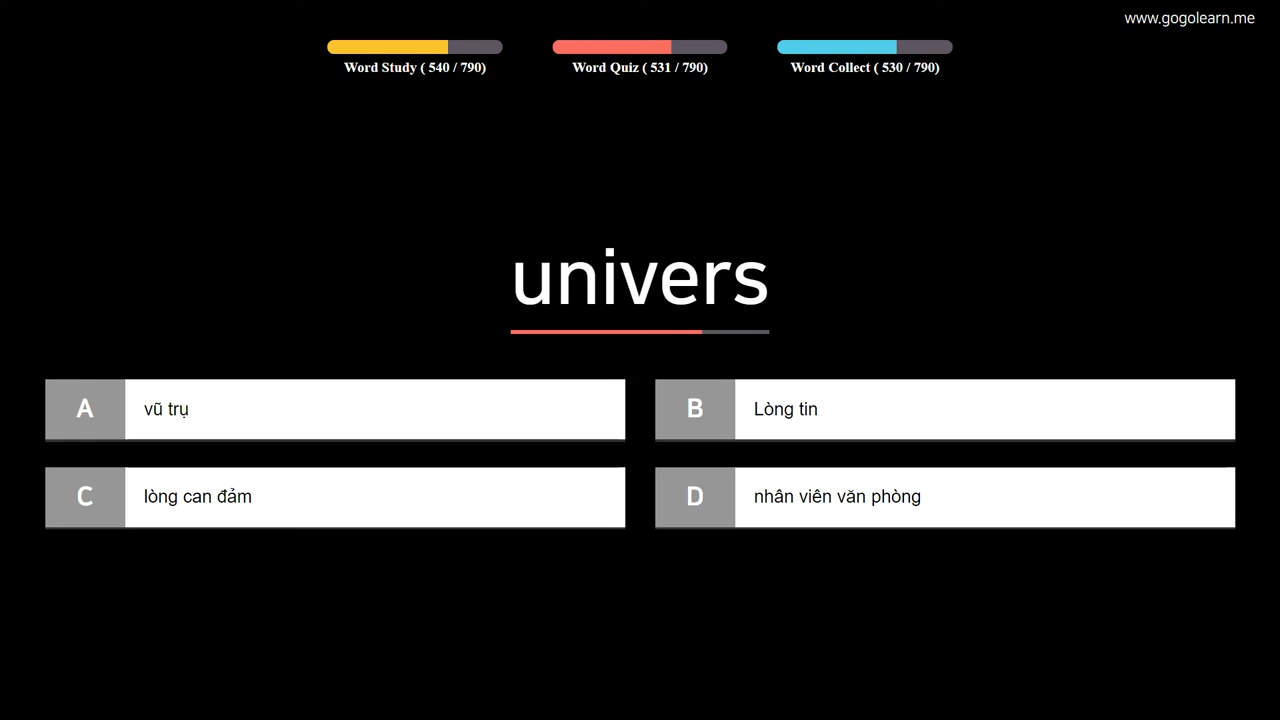 www.gogolearn.me
Word Study ( 540 / 790)
Word Quiz ( 531 / 790)
Word Collect ( 530 / 790)
univers
A vũ trụ
B Lòng tin
C lòng can đảm
D nhân viên văn phòng